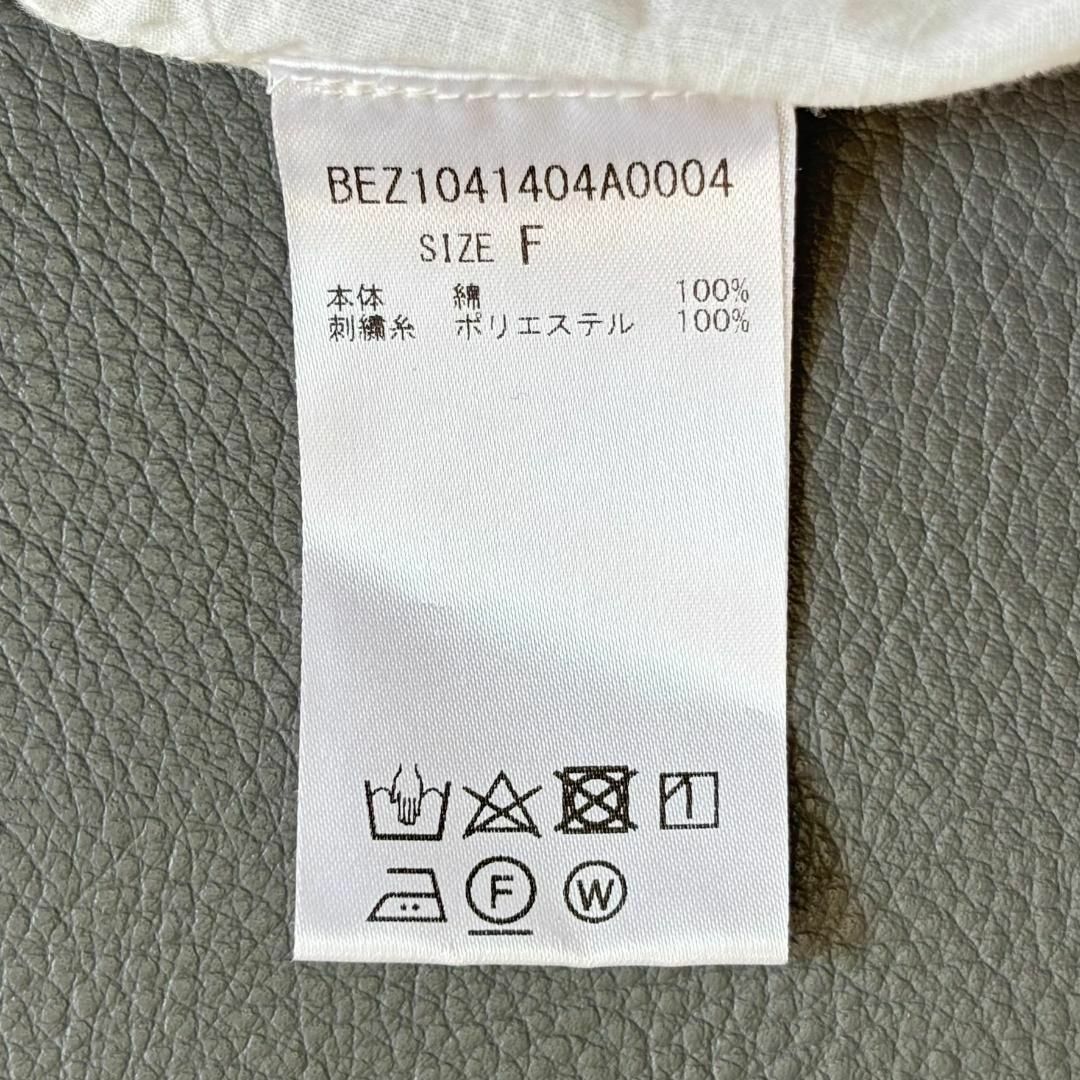 BEZ1041404A0004
SIZE F
本体 綿 100%
刺繍糸 ポリエステル 100%
F W